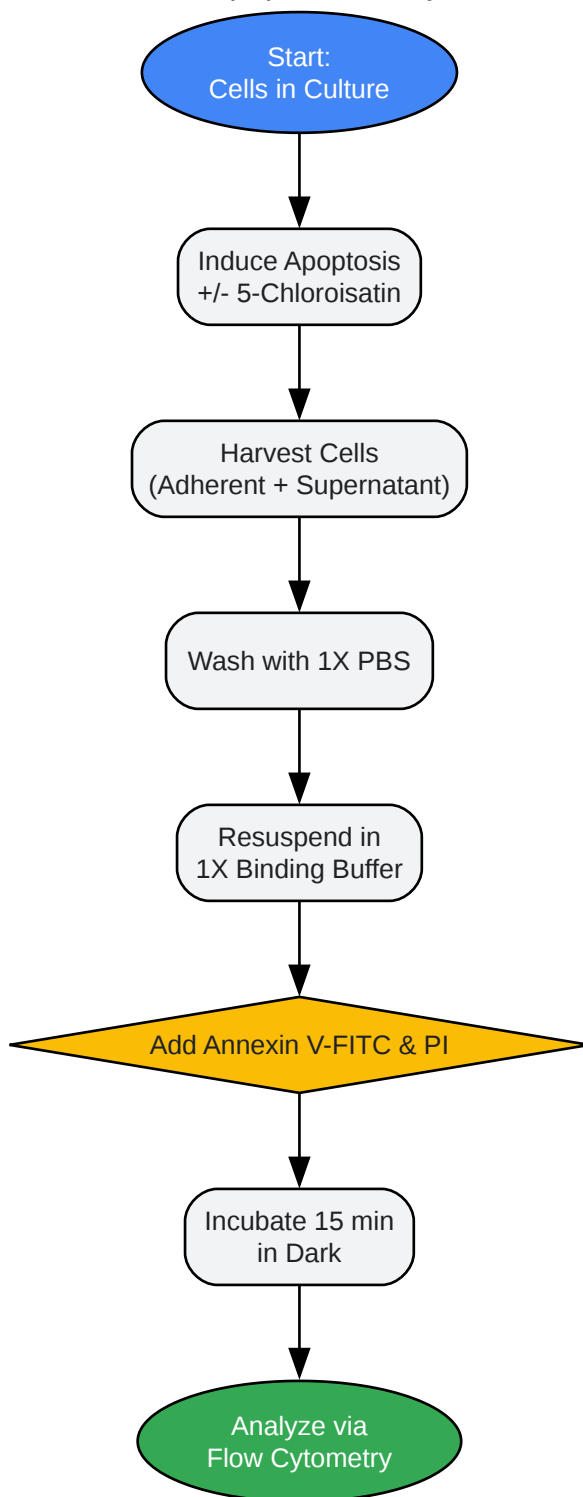 Start:
Cells in Culture
Induce Apoptosis
+/- 5-Chloroisatin
Harvest Cells
(Adherent + Supernatant)
Wash with 1X PBS
Resuspend in
1X Binding Buffer
Add Annexin V-FITC & PI
Incubate 15 min
in Dark
Analyze via
Flow Cytometry